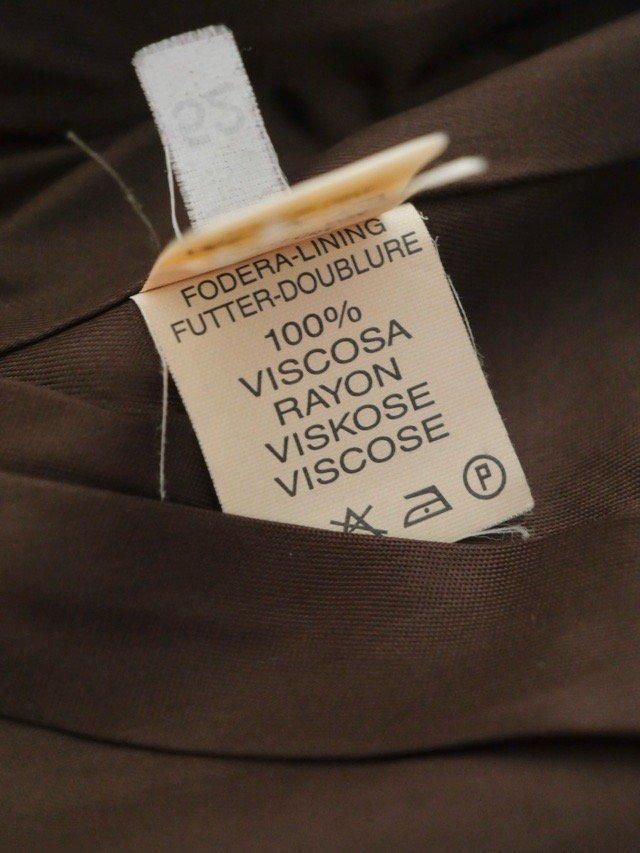 FODERA-LINING
FUTTER-DOUBLURE
100%
VISCOSA
RAYON
VISKOSE
VISCOSE
P